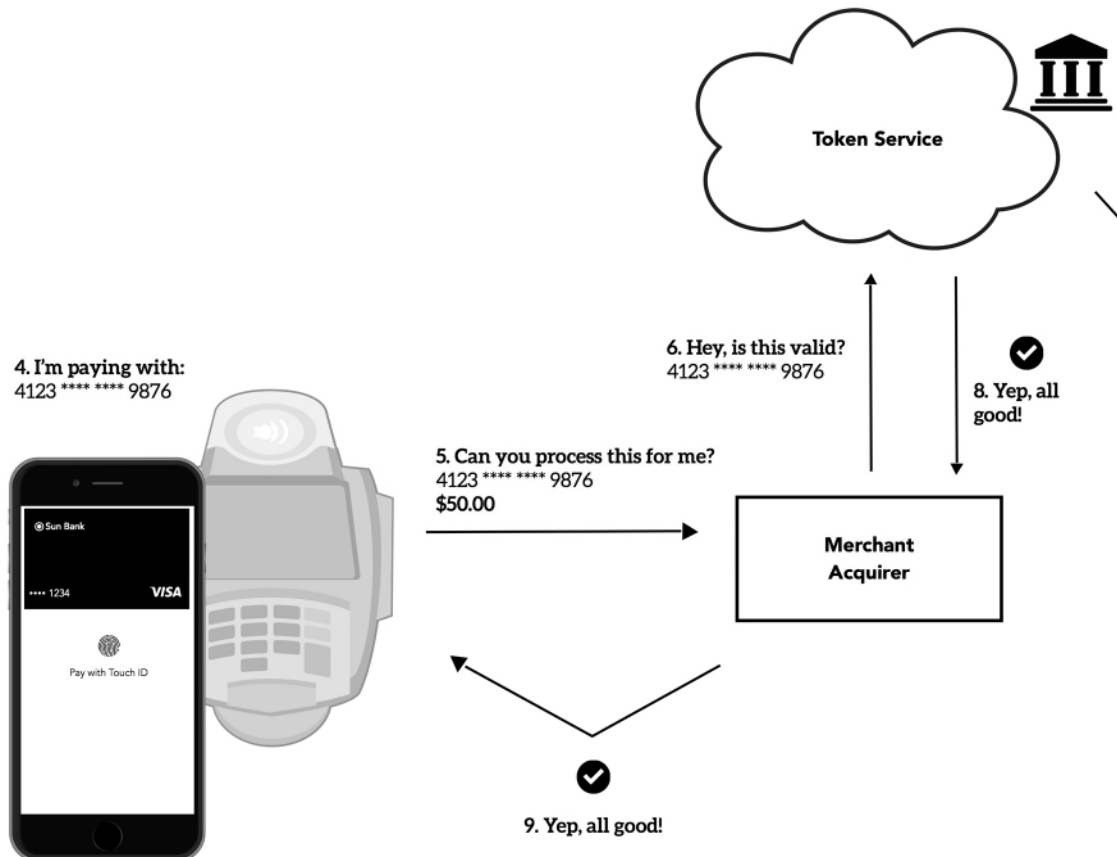 Token Service
4. I'm paying with:
4123 **** **** 9876
6. Hey, is this valid?
4123 **** **** 9876
8. Yep, all
good!
5. Can you process this for me?
4123 **** **** 9876
$50.00
Merchant
Acquirer
Sun Bank
•••• 1234 VISA
Pay with Touch ID
9. Yep, all good!